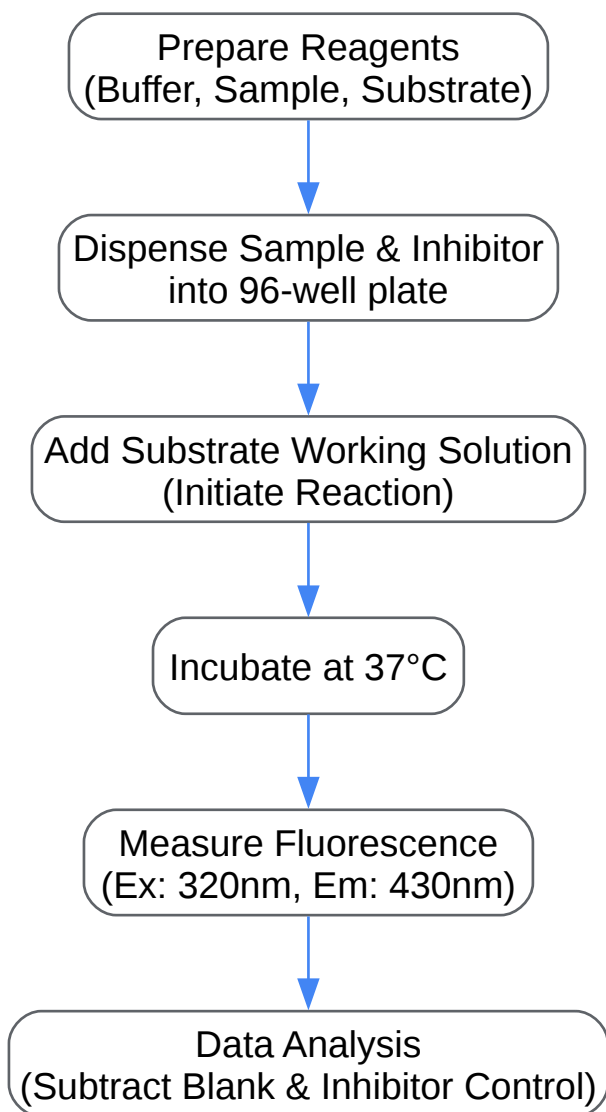 Prepare Reagents
(Buffer, Sample, Substrate)
Dispense Sample & Inhibitor
into 96-well plate
Add Substrate Working Solution
(Initiate Reaction)
Incubate at 37°C
Measure Fluorescence
(Ex: 320nm, Em: 430nm)
Data Analysis
(Subtract Blank & Inhibitor Control)